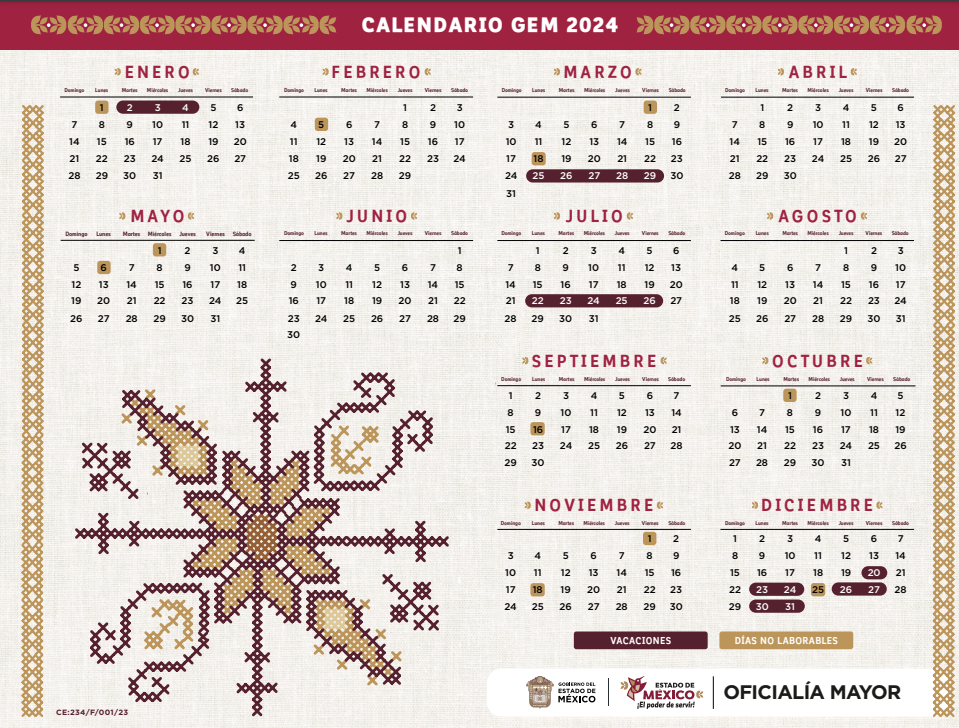 CALENDARIO GEM 2024
ENERO
Domingo Lunes Martes Miércoles Jueves Viernes Sábado
1 2 3 4 5 6
7 8 9 10 11 12 13
14 15 16 17 18 19 20
21 22 23 24 25 26 27
28 29 30 31
FEBRERO
Domingo Lunes Martes Miércoles Jueves Viernes Sábado
1 2 3
4 5 6 7 8 9 10
11 12 13 14 15 16 17
18 19 20 21 22 23 24
25 26 27 28 29
MARZO
Domingo Lunes Martes Miércoles Jueves Viernes Sábado
1 2
3 4 5 6 7 8 9
10 11 12 13 14 15 16
17 18 19 20 21 22 23
24 25 26 27 28 29 30
31
ABRIL
Domingo Lunes Martes Miércoles Jueves Viernes Sábado
1 2 3 4 5 6
7 8 9 10 11 12 13
14 15 16 17 18 19 20
21 22 23 24 25 26 27
28 29 30
MAYO
Domingo Lunes Martes Miércoles Jueves Viernes Sábado
1 2 3 4
5 6 7 8 9 10 11
12 13 14 15 16 17 18
19 20 21 22 23 24 25
26 27 28 29 30 31
JUNIO
Domingo Lunes Martes Miércoles Jueves Viernes Sábado
1
2 3 4 5 6 7 8
9 10 11 12 13 14 15
16 17 18 19 20 21 22
23 24 25 26 27 28 29
30
JULIO
Domingo Lunes Martes Miércoles Jueves Viernes Sábado
1 2 3 4 5 6
7 8 9 10 11 12 13
14 15 16 17 18 19 20
21 22 23 24 25 26 27
28 29 30 31
AGOSTO
Domingo Lunes Martes Miércoles Jueves Viernes Sábado
1 2 3
4 5 6 7 8 9 10
11 12 13 14 15 16 17
18 19 20 21 22 23 24
25 26 27 28 29 30 31
SEPTIEMBRE
Domingo Lunes Martes Miércoles Jueves Viernes Sábado
1 2 3 4 5 6 7
8 9 10 11 12 13 14
15 16 17 18 19 20 21
22 23 24 25 26 27 28
29 30
OCTUBRE
Domingo Lunes Martes Miércoles Jueves Viernes Sábado
1 2 3 4 5
6 7 8 9 10 11 12
13 14 15 16 17 18 19
20 21 22 23 24 25 26
27 28 29 30 31
NOVIEMBRE
Domingo Lunes Martes Miércoles Jueves Viernes Sábado
1 2
3 4 5 6 7 8 9
10 11 12 13 14 15 16
17 18 19 20 21 22 23
24 25 26 27 28 29 30
DICIEMBRE
Domingo Lunes Martes Miércoles Jueves Viernes Sábado
1 2 3 4 5 6 7
8 9 10 11 12 13 14
15 16 17 18 19 20 21
22 23 24 25 26 27 28
29 30 31
VACACIONES
DÍAS NO LABORABLES
GOBIERNO DEL
ESTADO DE
MÉXICO
ESTADO DE
MÉXICO
¡El poder de servir!
OFICIALÍA MAYOR
CE:234/F/001/23